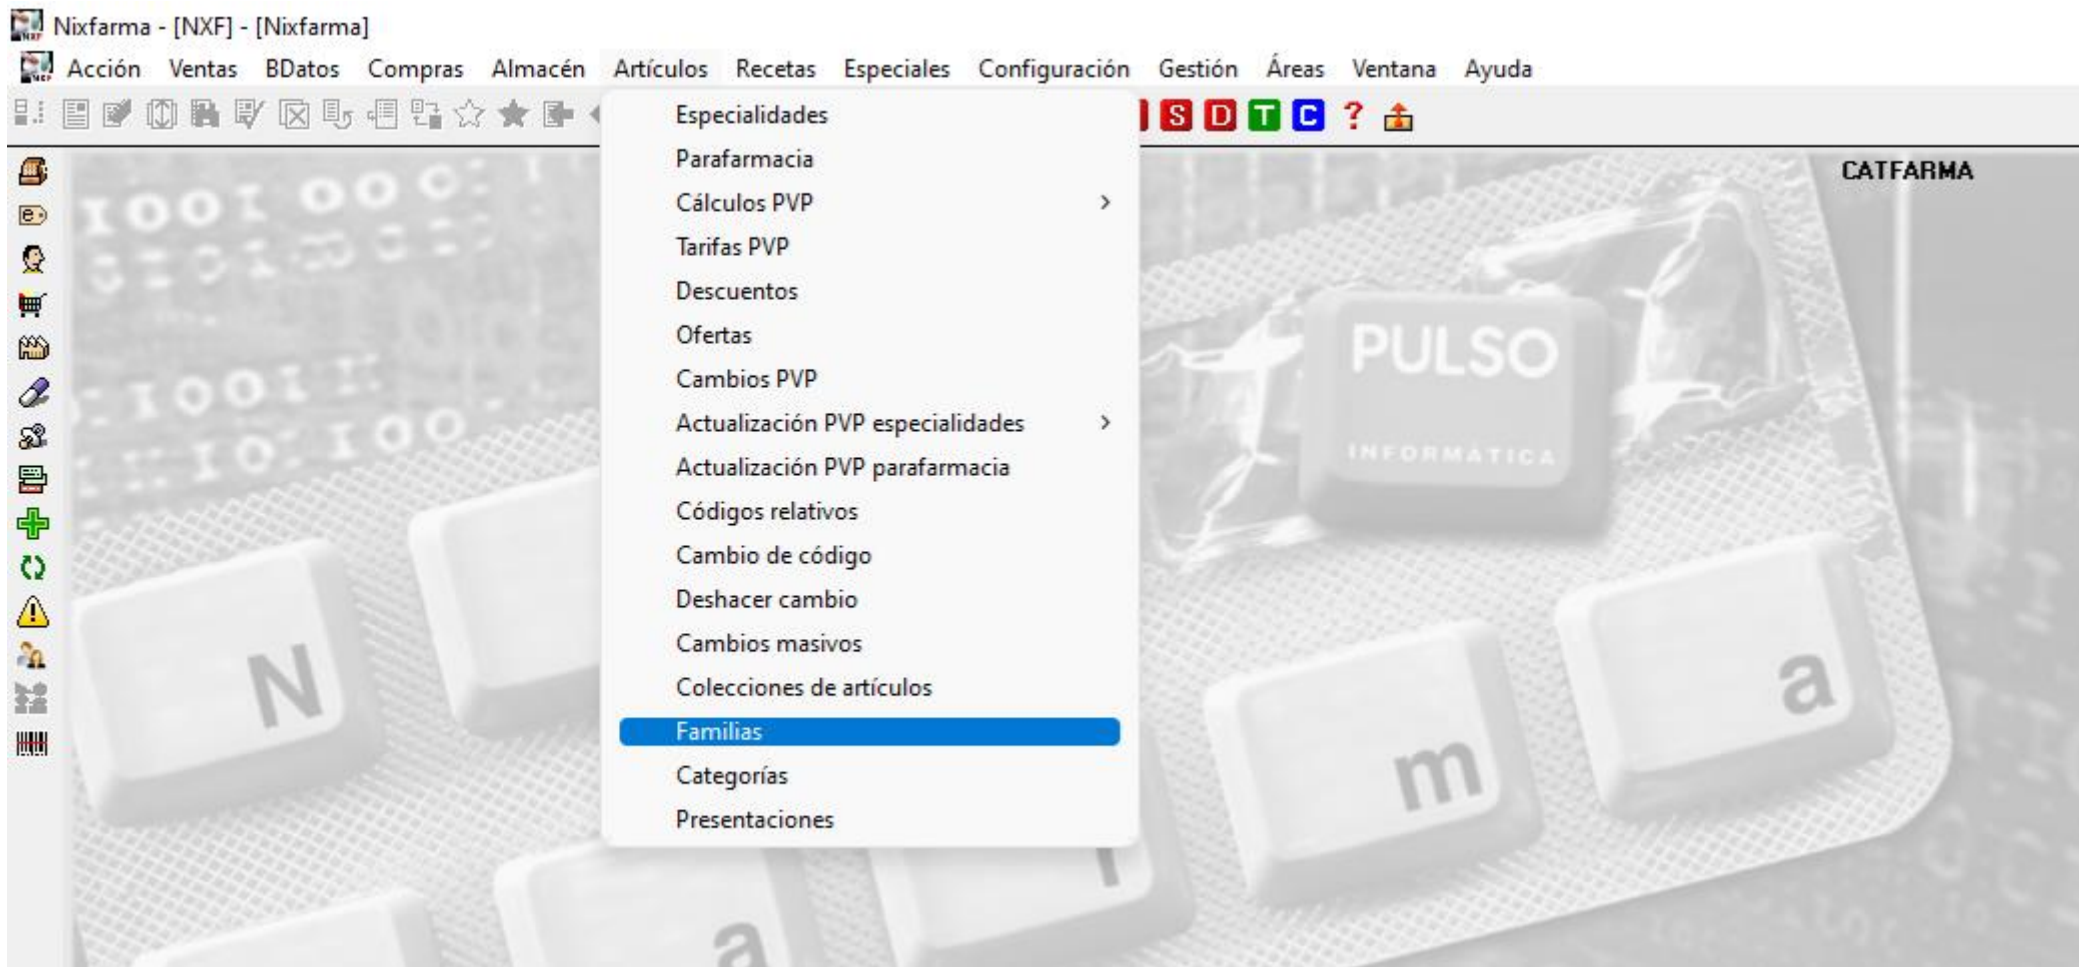 Nixfarma - [NXF] - [Nixfarma]
Acción Ventas BDatos Compras Almacén Artículos Recetas Especiales Configuración Gestión Áreas Ventana Ayuda
S D T C ?
CATFARMA
Especialidades
Parafarmacia
Cálculos PVP
Tarifas PVP
Descuentos
Ofertas
Cambios PVP
Actualización PVP especialidades
Actualización PVP parafarmacia
Códigos relativos
Cambio de código
Deshacer cambio
Cambios masivos
Colecciones de artículos
Familias
Categorías
Presentaciones
PULSO
INFORMÁTICA
N
a
m
a